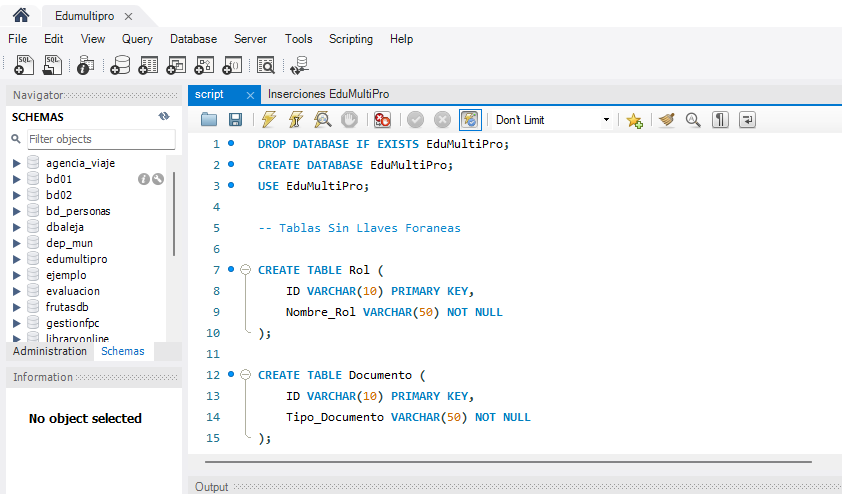 Edumultipro
File Edit View Query Database Server Tools Scripting Help
Navigator
SCHEMAS
Filter objects
agencia_viaje
bd01
bd02
bd_personas
dbaleja
dep_mun
edumultipro
ejemplo
evaluacion
frutasdb
gestionfpc
libraryonline
Administration Schemas
Information
No object selected
script Inserciones EduMultiPro
Don't Limit
1 DROP DATABASE IF EXISTS EduMultiPro;
2 CREATE DATABASE EduMultiPro;
3 USE EduMultiPro;
4
5 -- Tablas Sin Llaves Foraneas
6
7 CREATE TABLE Rol (
8 ID VARCHAR(10) PRIMARY KEY,
9 Nombre_Rol VARCHAR(50) NOT NULL
10 );
11
12 CREATE TABLE Documento (
13 ID VARCHAR(10) PRIMARY KEY,
14 Tipo_Documento VARCHAR(50) NOT NULL
15 );
Output